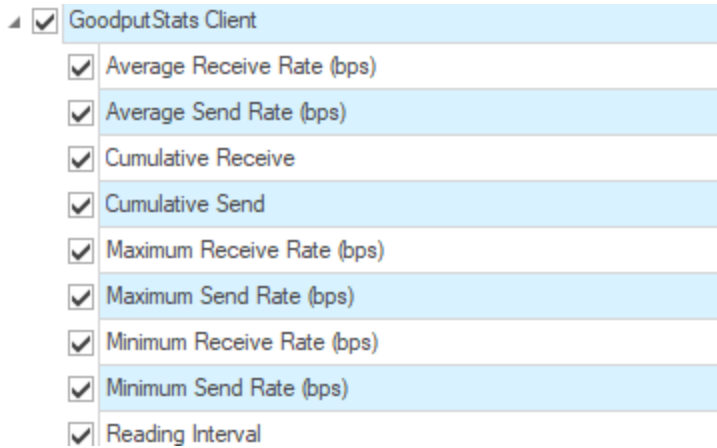 GoodputStats Client
Average Receive Rate (bps)
Average Send Rate (bps)
Cumulative Receive
Cumulative Send
Maximum Receive Rate (bps)
Maximum Send Rate (bps)
Minimum Receive Rate (bps)
Minimum Send Rate (bps)
Reading Interval